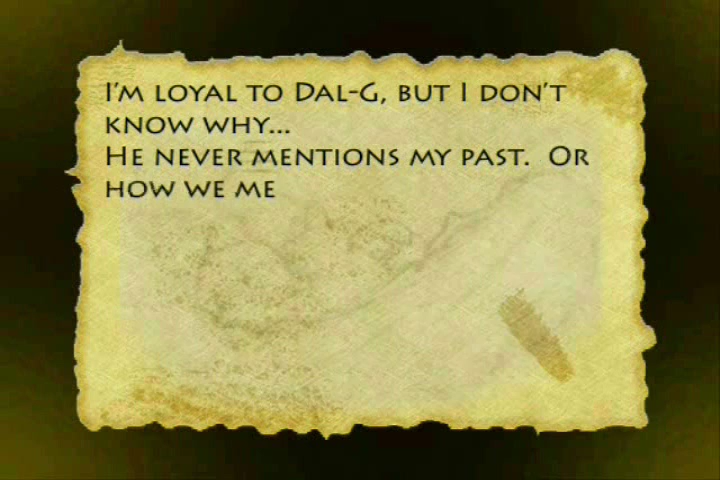 I'm loyal to Dal-G, but I don't
know why...
He never mentions my past.  Or
how we me